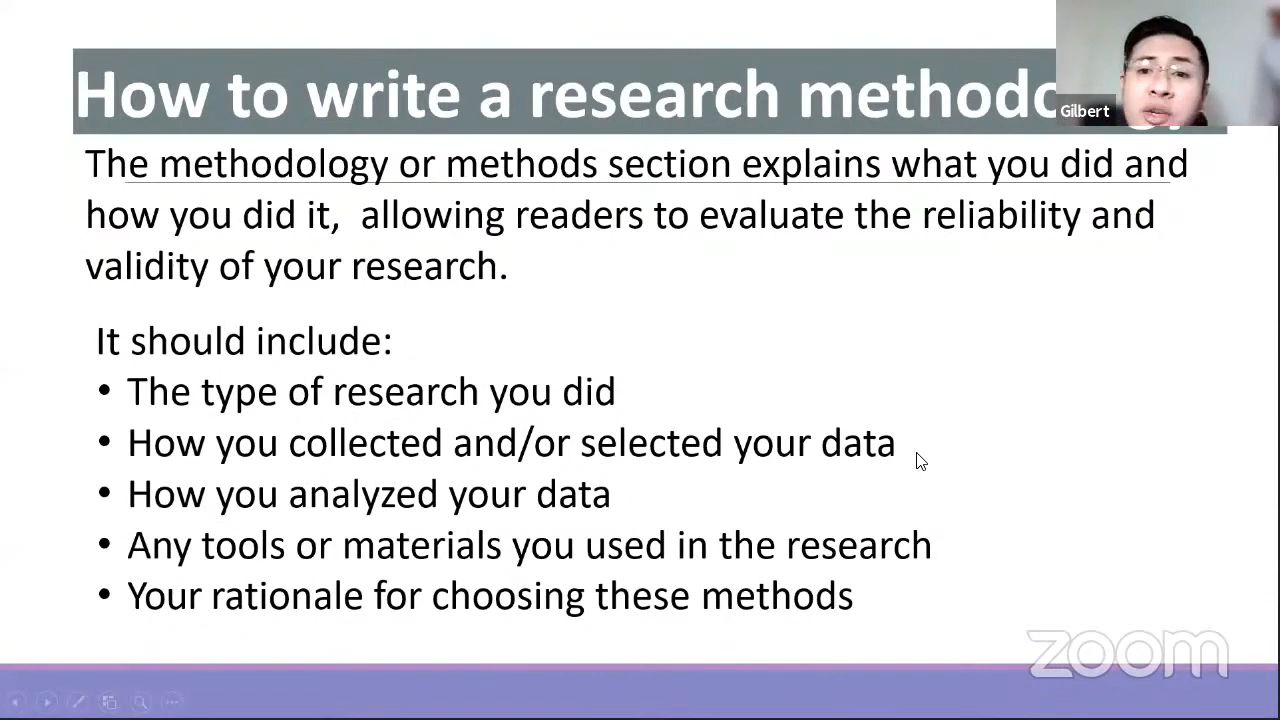 How to write a research methodology
Gilbert
The methodology or methods section explains what you did and
how you did it, allowing readers to evaluate the reliability and
validity of your research.
It should include:
• The type of research you did
• How you collected and/or selected your data
• How you analyzed your data
• Any tools or materials you used in the research
• Your rationale for choosing these methods
zoom